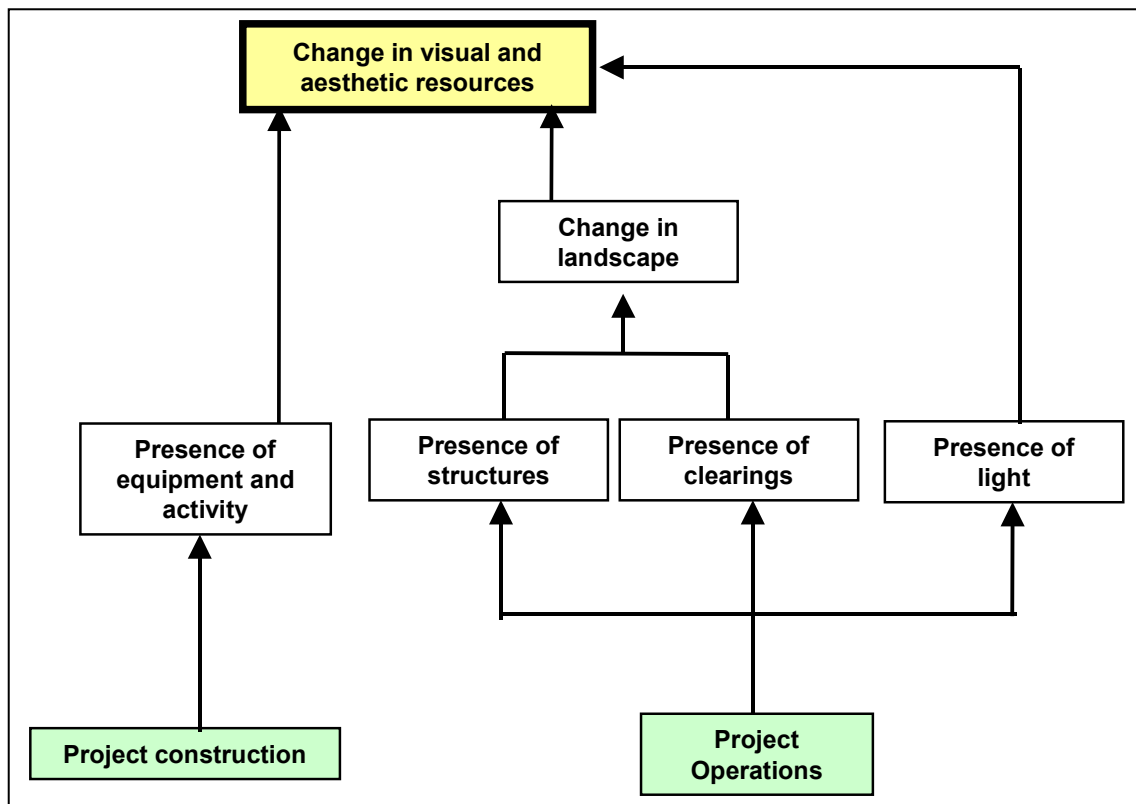 Change in visual and
aesthetic resources
Change in
landscape
Presence of
equipment and
activity
Presence of
structures
Presence of
clearings
Presence of
light
Project construction
Project
Operations